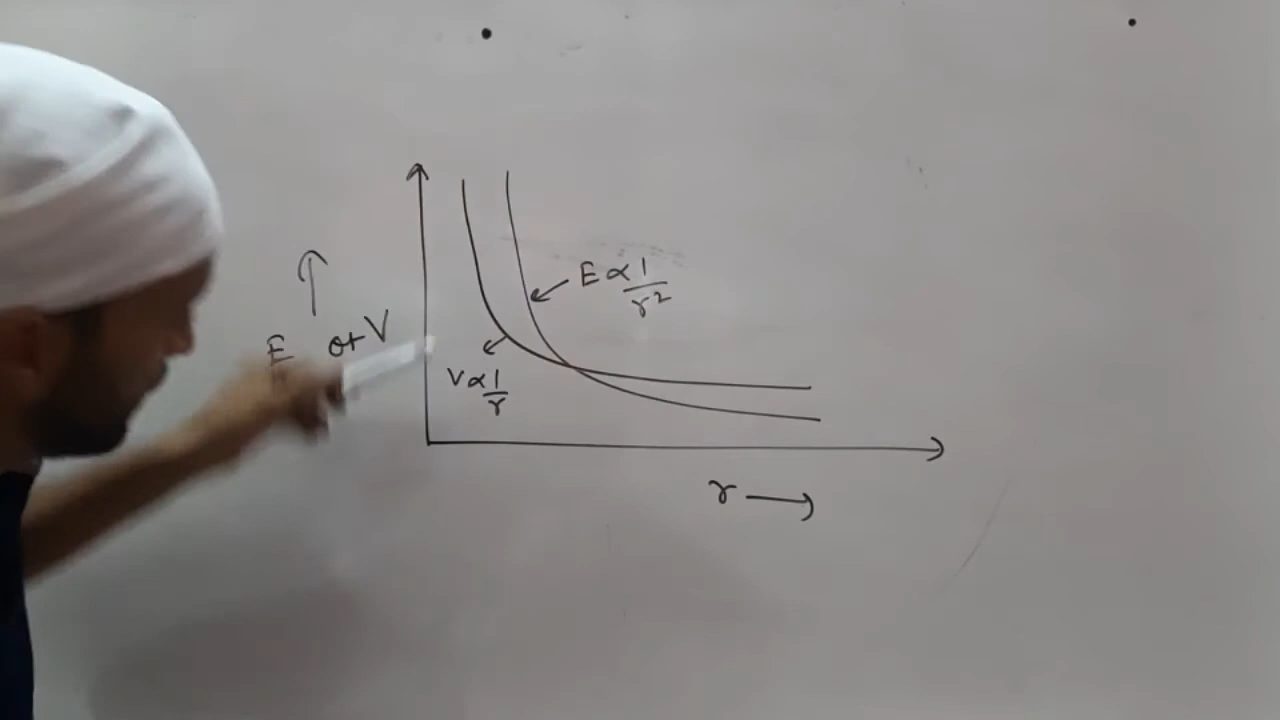 E ∝ 1/r²
E or V
V ∝ 1/r
r →